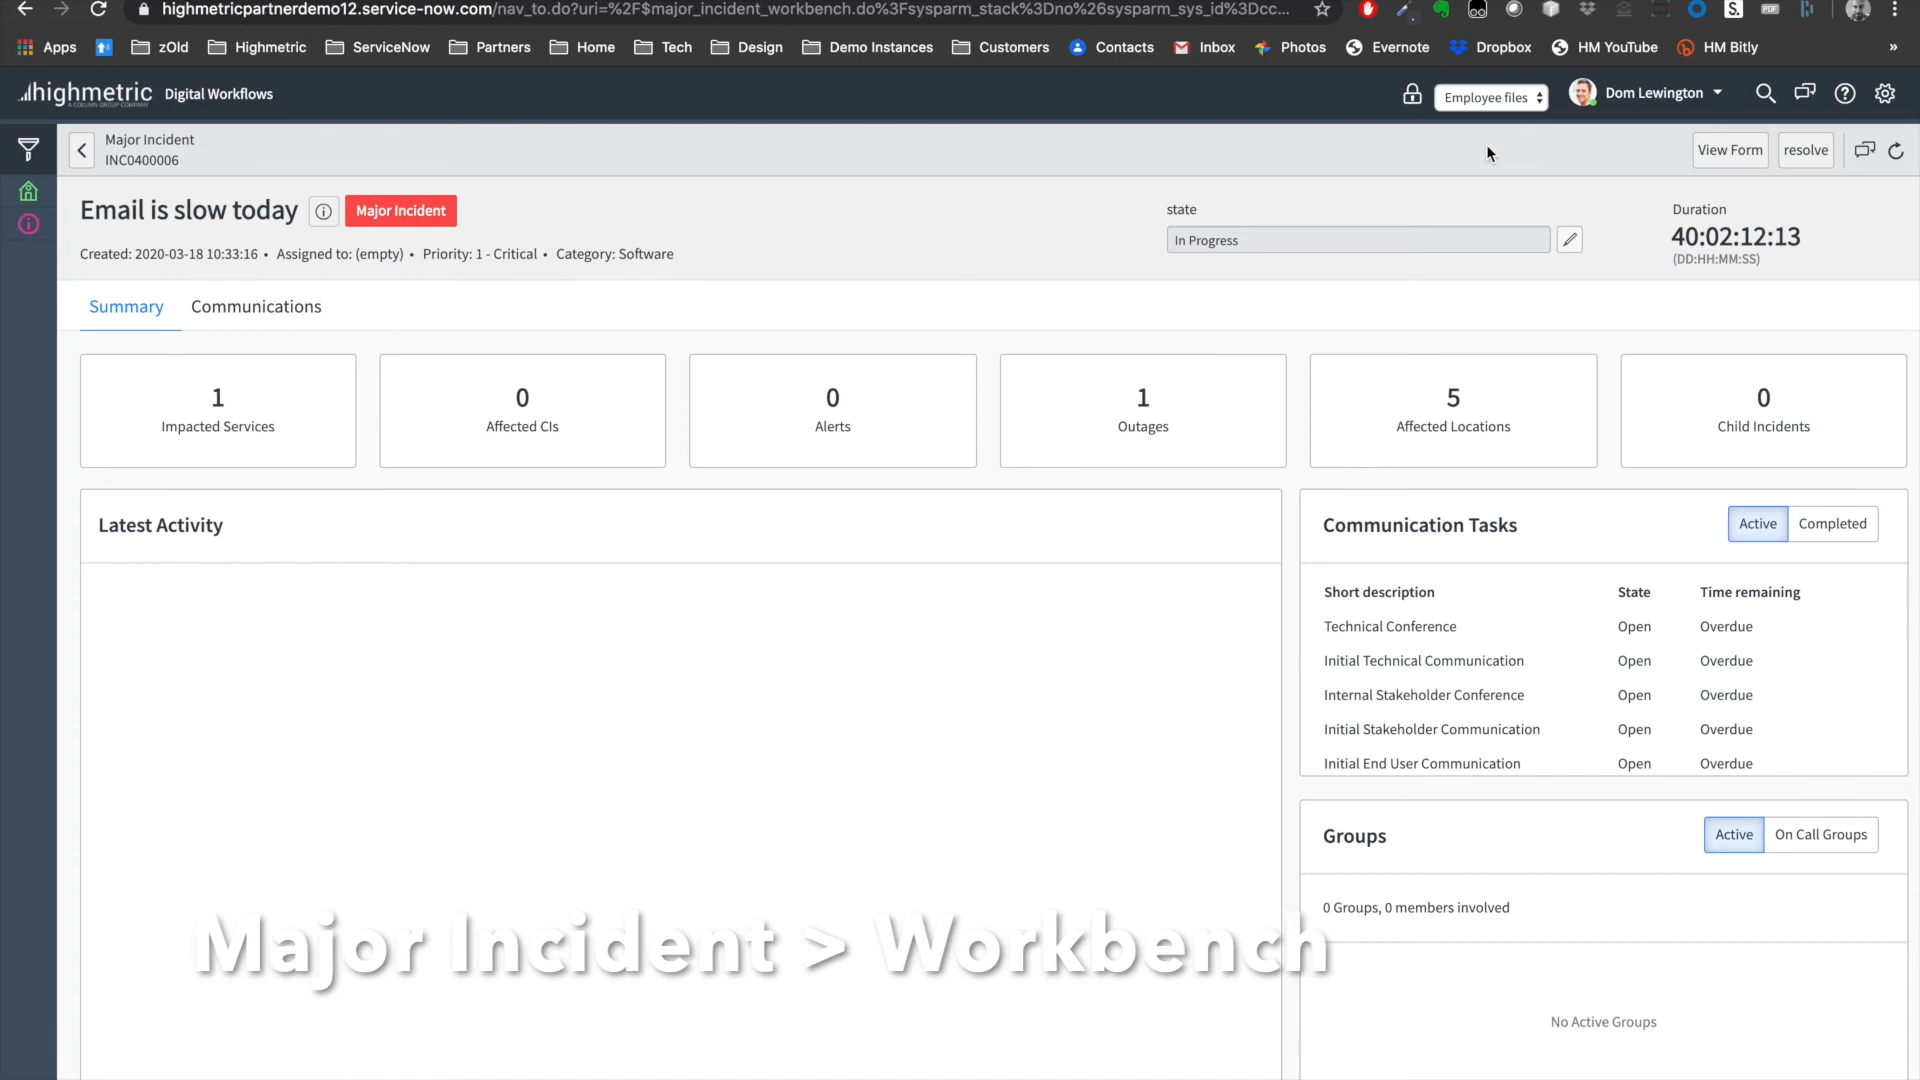 highmetricpartnerdemo12.service-now.com/nav_to.do?uri=%2F$major_incident_workbench.do%3Fsysparm_stack%3Dno%26sysparm_sys_id%3Dcc...
Apps zOld Highmetric ServiceNow Partners Home Tech Design Demo Instances Customers Contacts Inbox Photos Evernote Dropbox HM YouTube HM Bitly »
highmetric Digital Workflows Employee files Dom Lewington
A COLUMN GROUP COMPANY
Major Incident
INC0400006
View Form resolve
Email is slow today Major Incident
Created: 2020-03-18 10:33:16 • Assigned to: (empty) • Priority: 1 - Critical • Category: Software
state
In Progress
Duration
40:02:12:13
(DD:HH:MM:SS)
Summary Communications
1
Impacted Services
0
Affected CIs
0
Alerts
1
Outages
5
Affected Locations
0
Child Incidents
Latest Activity
Communication Tasks Active Completed
Short description State Time remaining
Technical Conference Open Overdue
Initial Technical Communication Open Overdue
Internal Stakeholder Conference Open Overdue
Initial Stakeholder Communication Open Overdue
Initial End User Communication Open Overdue
Groups Active On Call Groups
0 Groups, 0 members involved
No Active Groups
Major Incident > Workbench